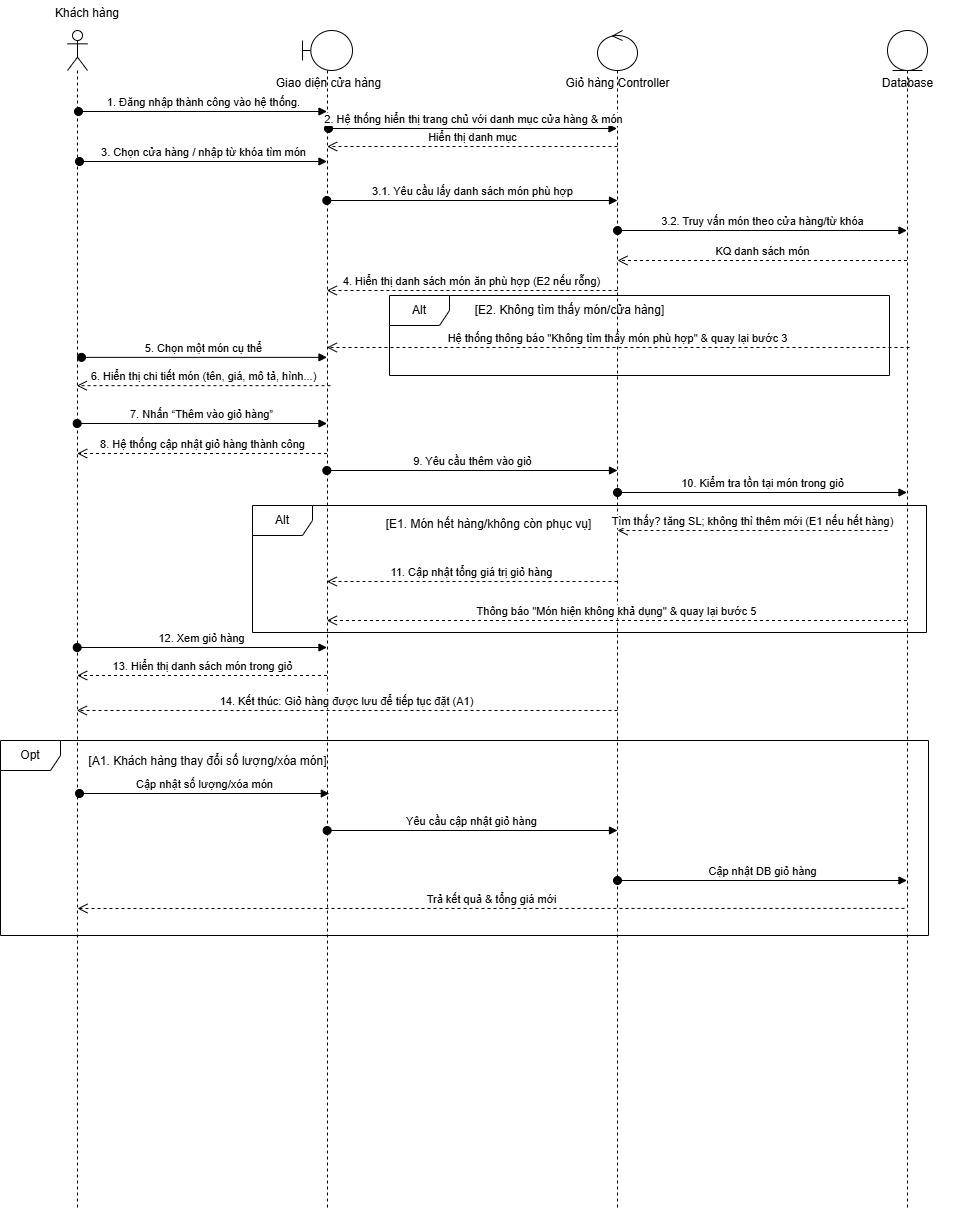 Khách hàng
Giao diện cửa hàng
Giỏ hàng Controller
Database
1. Đăng nhập thành công vào hệ thống.
2. Hệ thống hiển thị trang chủ với danh mục cửa hàng & món
Hiển thị danh mục
3. Chọn cửa hàng / nhập từ khóa tìm món
3.1. Yêu cầu lấy danh sách món phù hợp
3.2. Truy vấn món theo cửa hàng/từ khóa
KQ danh sách món
4. Hiển thị danh sách món ăn phù hợp (E2 nếu rỗng)
Alt
[E2. Không tìm thấy món/cửa hàng]
Hệ thống thông báo "Không tìm thấy món phù hợp" & quay lại bước 3
5. Chọn một món cụ thể
6. Hiển thị chi tiết món (tên, giá, mô tả, hình...)
7. Nhấn “Thêm vào giỏ hàng”
8. Hệ thống cập nhật giỏ hàng thành công
9. Yêu cầu thêm vào giỏ
10. Kiểm tra tồn tại món trong giỏ
Alt
[E1. Món hết hàng/không còn phục vụ]
Tìm thấy? tăng SL; không thì thêm mới (E1 nếu hết hàng)
11. Cập nhật tổng giá trị giỏ hàng
Thông báo "Món hiện không khả dụng" & quay lại bước 5
12. Xem giỏ hàng
13. Hiển thị danh sách món trong giỏ
14. Kết thúc: Giỏ hàng được lưu để tiếp tục đặt (A1)
Opt
[A1. Khách hàng thay đổi số lượng/xóa món]
Cập nhật số lượng/xóa món
Yêu cầu cập nhật giỏ hàng
Cập nhật DB giỏ hàng
Trả kết quả & tổng giá mới